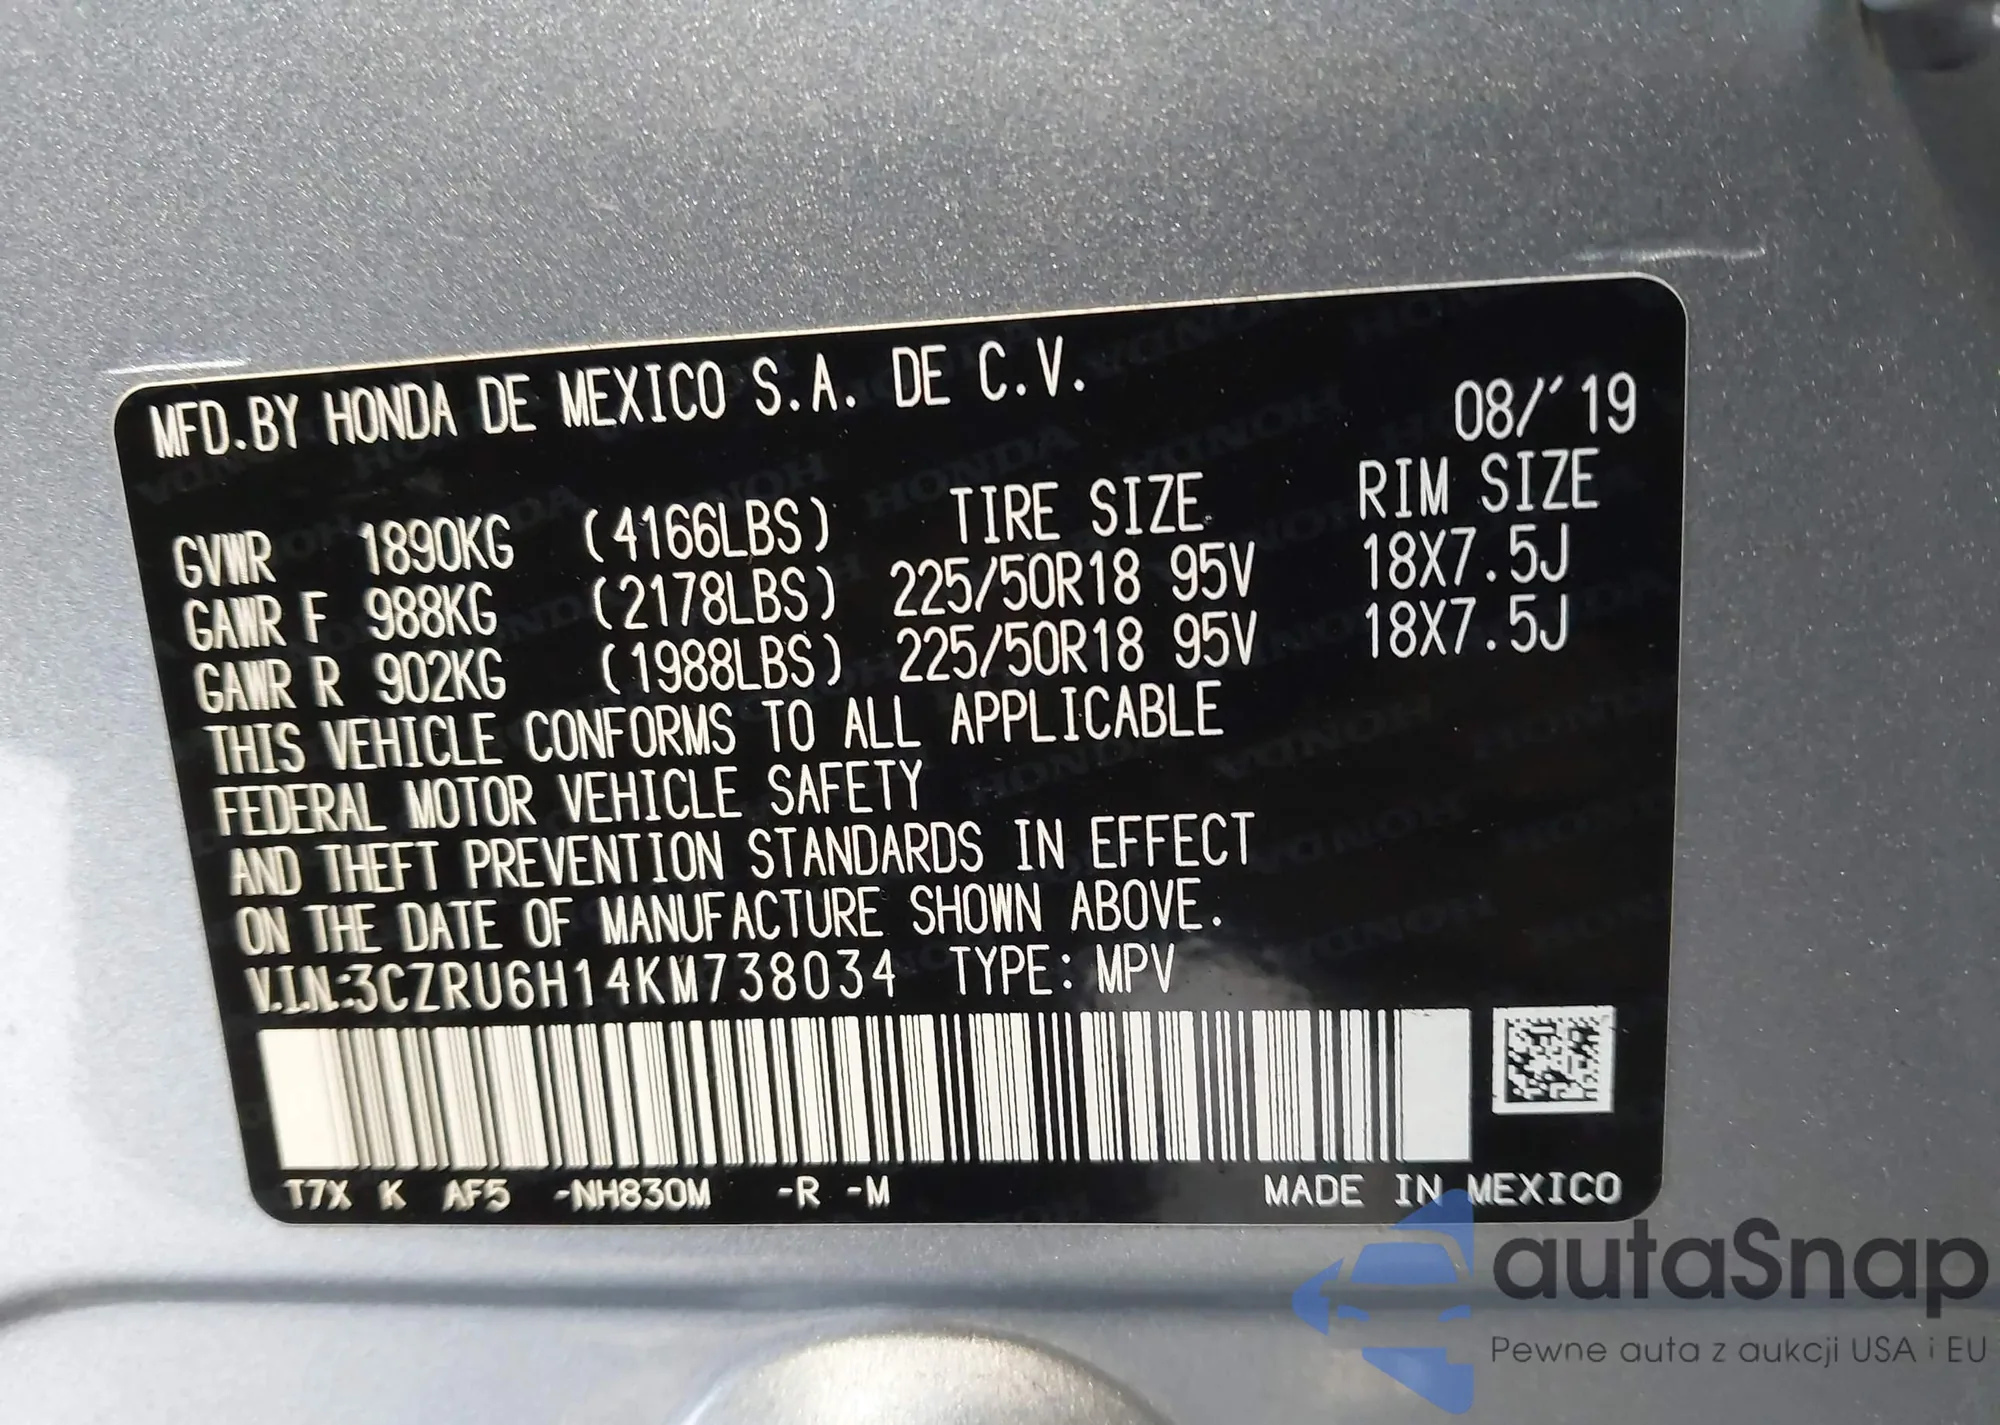 MFD.BY HONDA DE MEXICO S.A. DE C.V. 08/'19
GVWR 1890KG (4166LBS) TIRE SIZE RIM SIZE
GAWR F 988KG (2178LBS) 225/50R18 95V 18X7.5J
GAWR R 902KG (1988LBS) 225/50R18 95V 18X7.5J
THIS VEHICLE CONFORMS TO ALL APPLICABLE
FEDERAL MOTOR VEHICLE SAFETY
AND THEFT PREVENTION STANDARDS IN EFFECT
ON THE DATE OF MANUFACTURE SHOWN ABOVE.
V.I.N.:3CZRU6H14KM738034 TYPE: MPV
T7X K AF5 -NH830M -R -M MADE IN MEXICO
autaSnap
Pewne auta z aukcji USA i EU